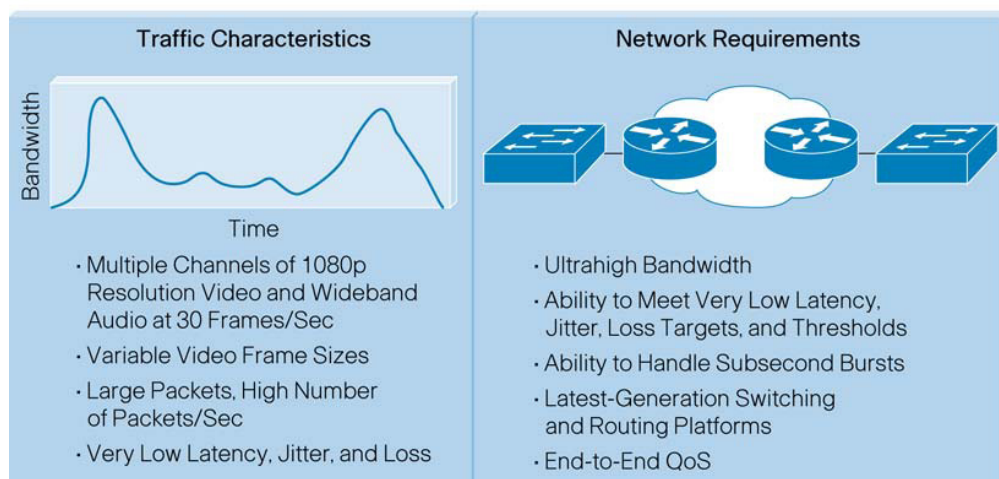 Traffic Characteristics
Bandwidth
Time
· Multiple Channels of 1080p
Resolution Video and Wideband
Audio at 30 Frames/Sec
· Variable Video Frame Sizes
· Large Packets, High Number
of Packets/Sec
· Very Low Latency, Jitter, and Loss
Network Requirements
· Ultrahigh Bandwidth
· Ability to Meet Very Low Latency,
Jitter, Loss Targets, and Thresholds
· Ability to Handle Subsecond Bursts
· Latest-Generation Switching
and Routing Platforms
· End-to-End QoS